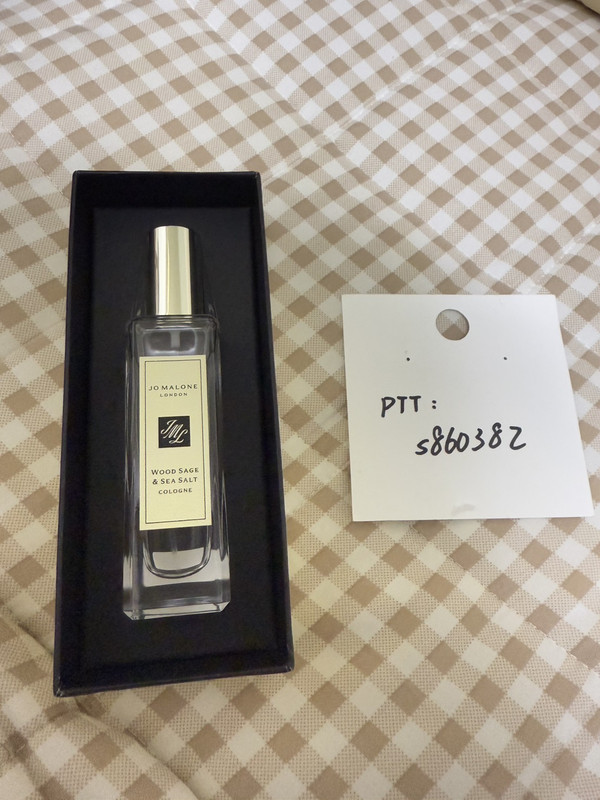 JO MALONE
LONDON
JML
WOOD SAGE
& SEA SALT
COLOGNE
PTT:
s860382